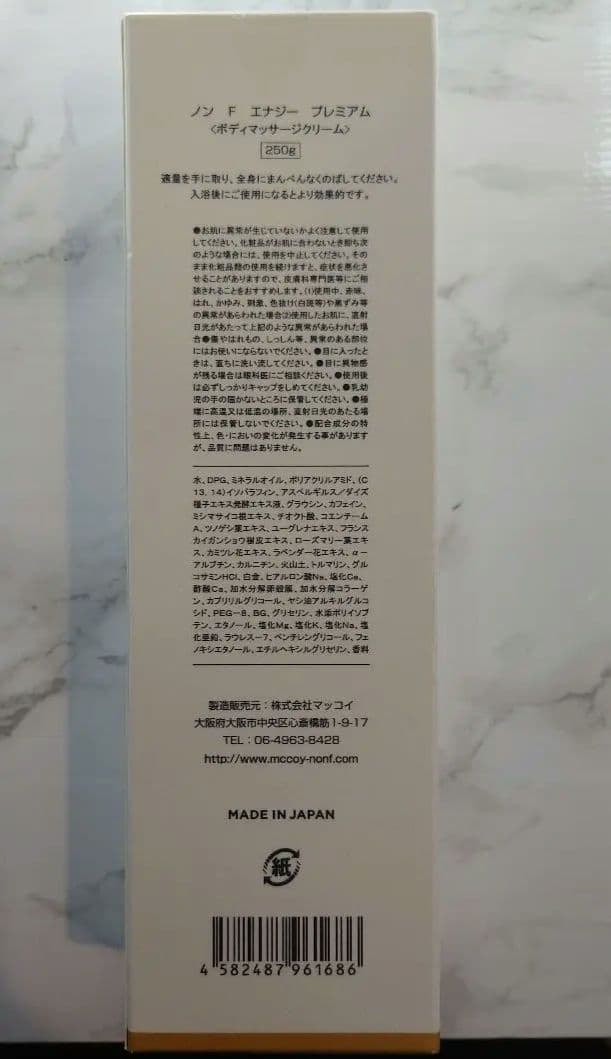 ノン F エナジー プレミアム
〈ボディマッサージクリーム〉
250g
適量を手に取り、全身にまんべんなくのばしてください。
入浴後にご使用になるとより効果的です。
●お肌に異常が生じていないかよく注意して使用
してください。化粧品がお肌に合わないとき即ち次
のような場合には、使用を中止してください。その
まま化粧品類の使用を続けますと、症状を悪化さ
せることがありますので、皮膚科専門医等にご相
談されることをおすすめします。(1)使用中、赤味、
はれ、かゆみ、刺激、色抜け(白斑等)や黒ずみ等
の異常があらわれた場合(2)使用したお肌に、直射
日光があたって上記のような異常があらわれた場
合●傷やはれもの、しっしん等、異常のある部位
にはお使いにならないでください。●目に入ったと
きは、直ちに洗い流してください。●目に異物感
が残る場合は眼科医にご相談ください。●使用後
は必ずしっかりキャップをしめてください。●乳幼
児の手の届かないところに保管してください。●極
端に高温又は低温の場所、直射日光のあたる場
所には保管しないでください。●配合成分の特
性上、色・においの変化が発生する事があります
が、品質に問題はありません。
水、DPG、ミネラルオイル、ポリアクリルアミド、(C
13,14)イソパラフィン、アスペルギルス/ダイズ
種子エキス発酵エキス液、グラウシン、カフェイン、
ミシマサイコ根エキス、チオクト酸、コエンチーム
A、ツノゲシ葉エキス、ユーグレナエキス、フランス
カイガンショウ樹皮エキス、ローズマリー葉エキ
ス、カミツレ花エキス、ラベンダー花エキス、α－
アルブチン、カルニチン、火山土、トルマリン、グル
コサミンHCl、白金、ヒアルロン酸Na、塩化Ca、
酢酸Ca、加水分解卵殻膜、加水分解コラーゲ
ン、カプリリルグリコール、ヤシ油アルキルグルコ
シド、PEG－8、BG、グリセリン、水添ポリイソブ
テン、エタノール、塩化Mg、塩化K、塩化Na、塩
化亜鉛、ラウレス－7、ペンチレングリコール、フェ
ノキシエタノール、エチルヘキシルグリセリン、香料
製造販売元：株式会社マッコイ
大阪府大阪市中央区心斎橋筋1-9-17
TEL：06-4963-8428
http://www.mccoy-nonf.com
MADE IN JAPAN
紙
4 582487 961686